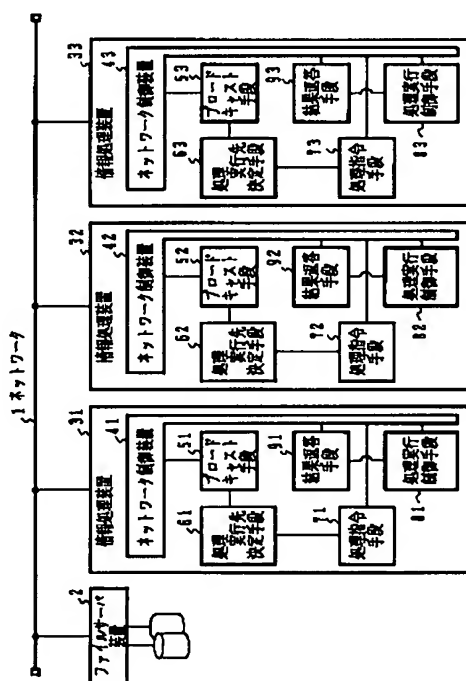 1 ネットワーク
2
ファイルサーバ
装置
31
情報処理装置
41
ネットワーク制御装置
61
処理
実行先
決定手段
51
ブロード
キャスト
手段
91
結果返答
手段
71
処理指令
手段
81
処理実行
制御手段
32
情報処理装置
42
ネットワーク制御装置
62
処理
実行先
決定手段
52
ブロード
キャスト
手段
92
結果返答
手段
72
処理指令
手段
82
処理実行
制御手段
33
情報処理装置
43
ネットワーク制御装置
63
処理
実行先
決定手段
53
ブロード
キャスト
手段
93
結果返答
手段
73
処理指令
手段
83
処理実行
制御手段